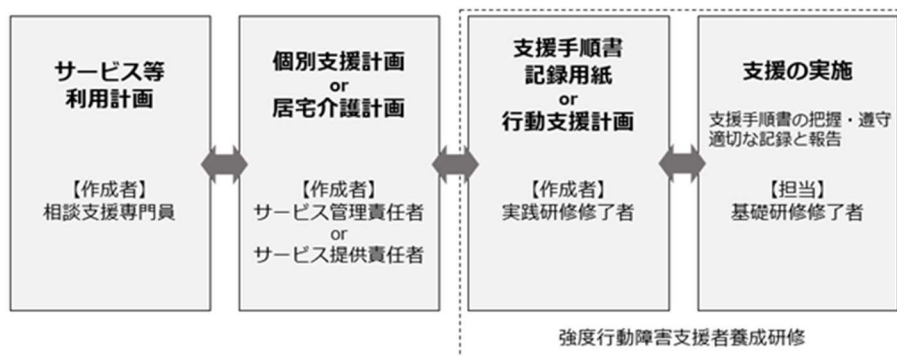 サービス等
利用計画
【作成者】
相談支援専門員
個別支援計画
or
居宅介護計画
【作成者】
サービス管理責任者
or
サービス提供責任者
支援手順書
記録用紙
or
行動支援計画
【作成者】
実践研修修了者
支援の実施
支援手順書の把握・遵守
適切な記録と報告
【担当】
基礎研修修了者
強度行動障害支援者養成研修